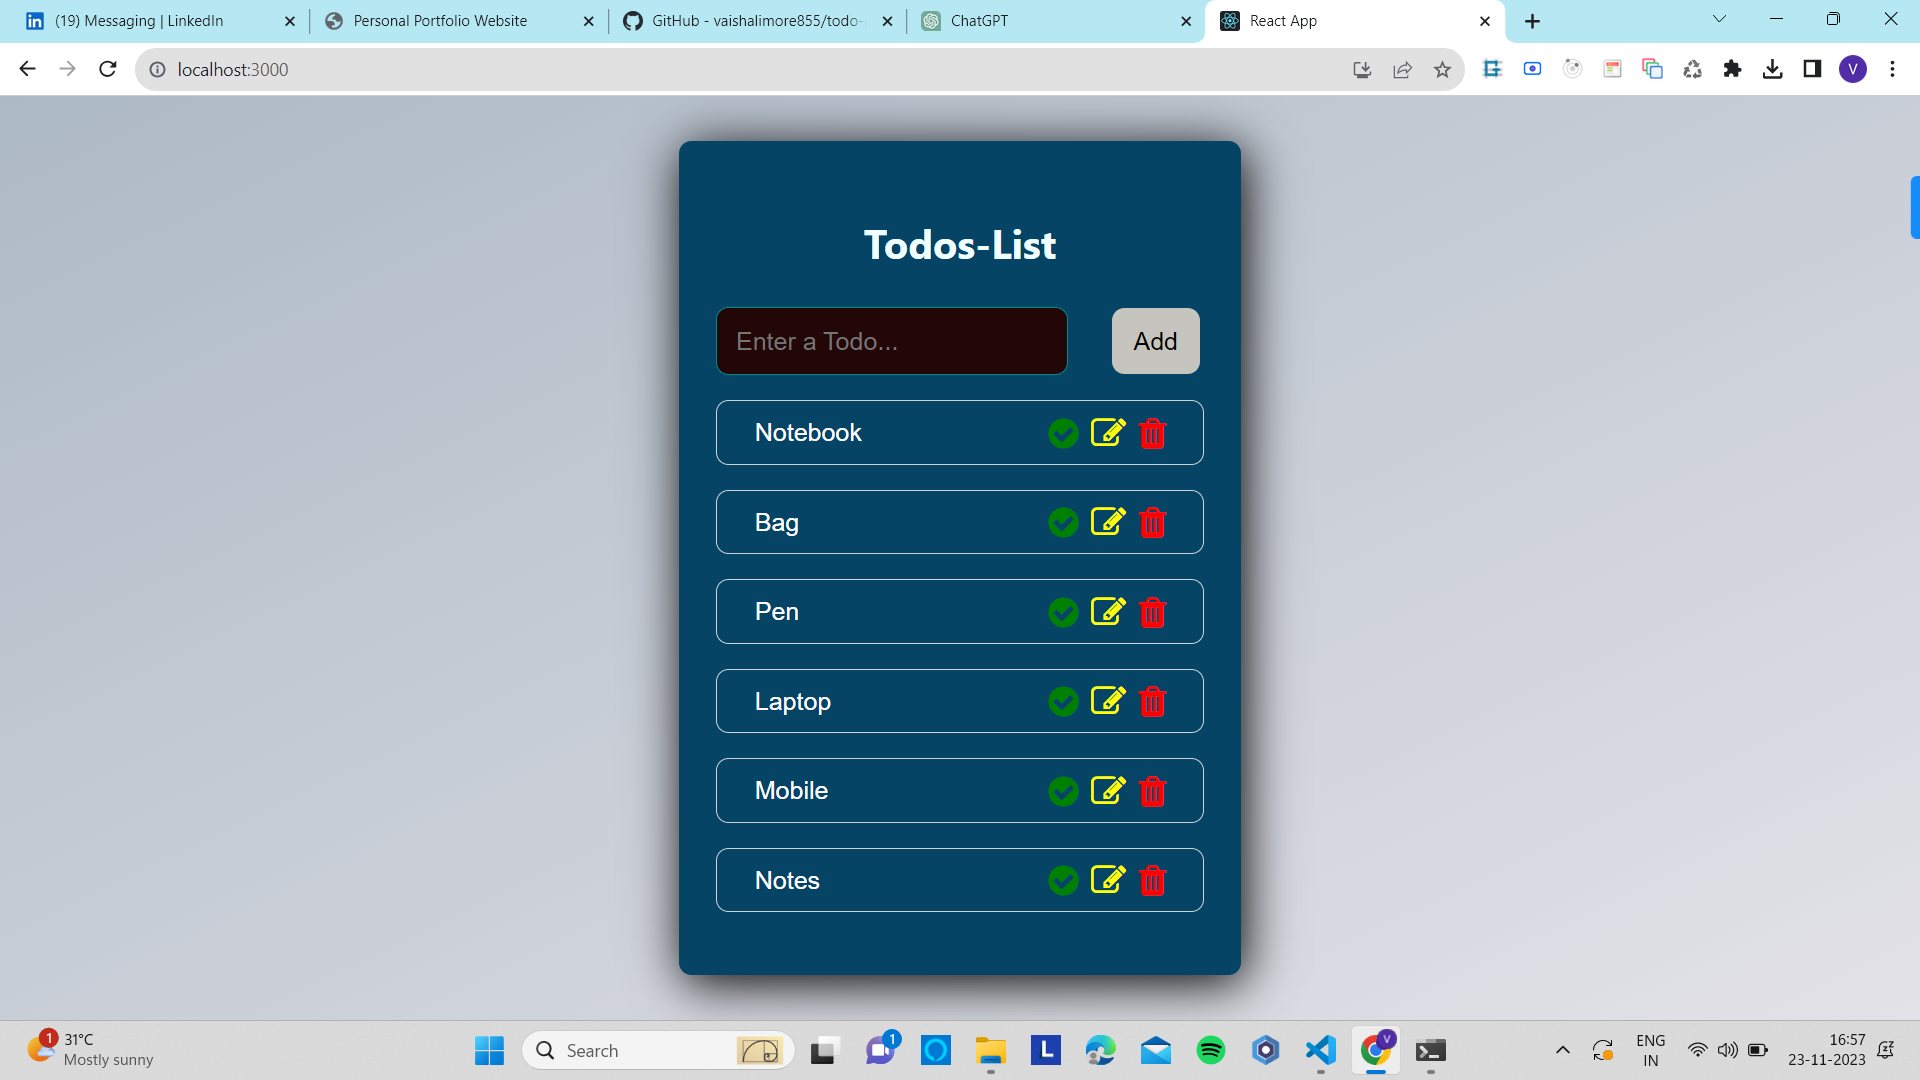 (19) Messaging | LinkedIn
Personal Portfolio Website
GitHub - vaishalimore855/todo-
ChatGPT
React App
localhost:3000
V
Todos-List
Enter a Todo...
Add
Notebook
Bag
Pen
Laptop
Mobile
Notes
1
31°C
Mostly sunny
Search
1
L
V
ENG
IN
16:57
23-11-2023